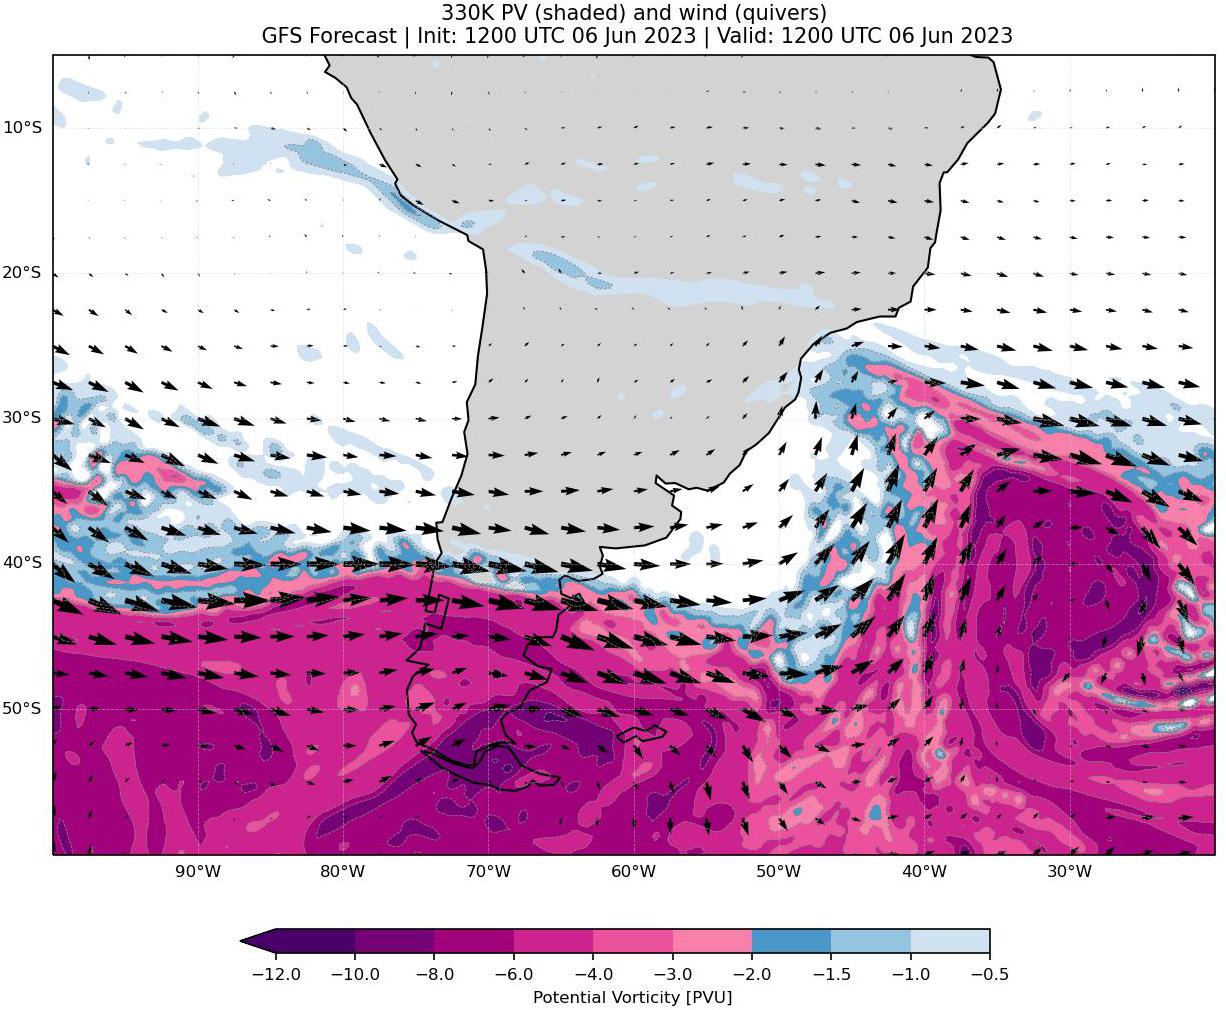 330K PV (shaded) and wind (quivers)
GFS Forecast | Init: 1200 UTC 06 Jun 2023 | Valid: 1200 UTC 06 Jun 2023
10°S
20°S
30°S
40°S
50°S
90°W 80°W 70°W 60°W 50°W 40°W 30°W
−12.0 −10.0 −8.0 −6.0 −4.0 −3.0 −2.0 −1.5 −1.0 −0.5
Potential Vorticity [PVU]